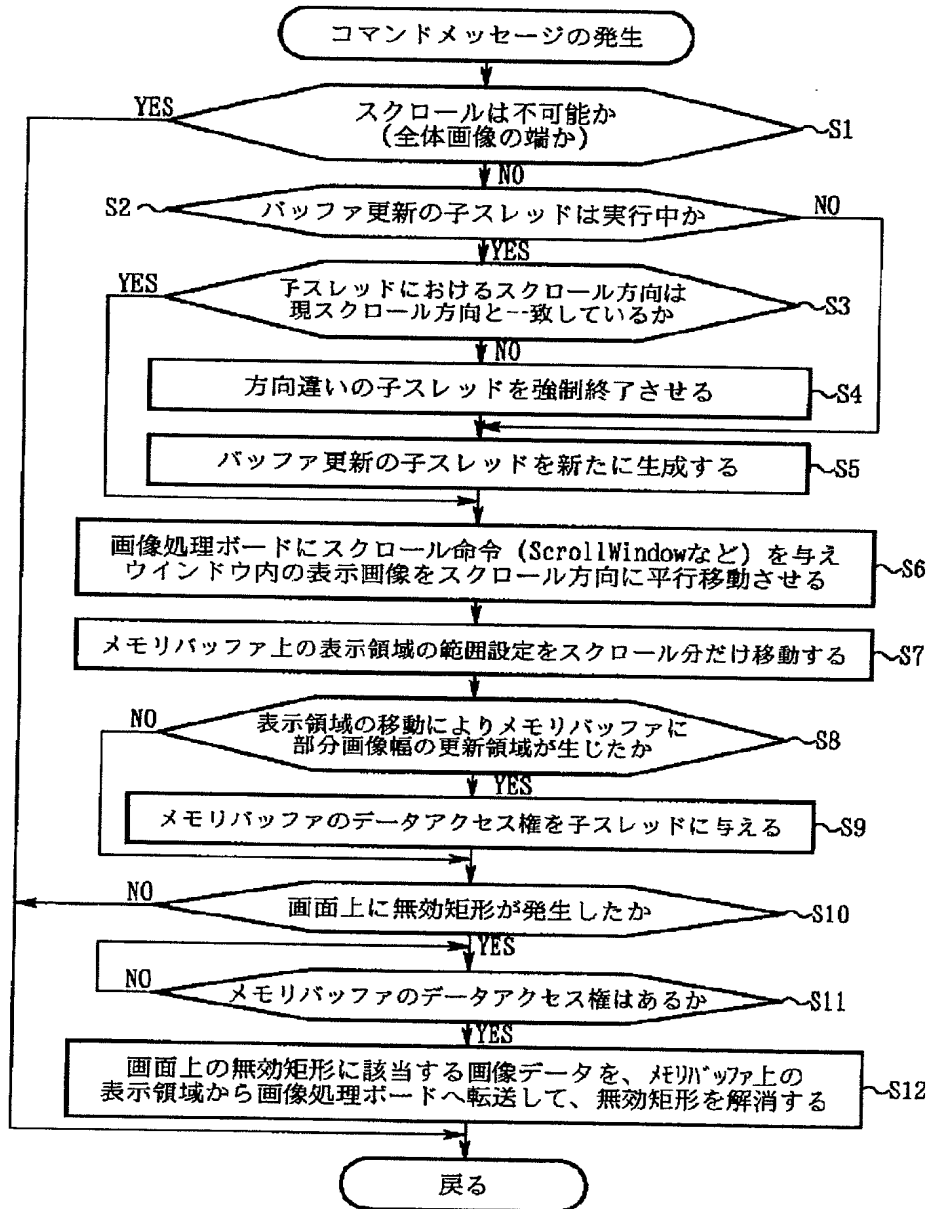 コマンドメッセージの発生
YES
スクロールは不可能か
(全体画像の端か)
S1
NO
S2
バッファ更新の子スレッドは実行中か
NO
YES
YES
子スレッドにおけるスクロール方向は
現スクロール方向と一致しているか
S3
NO
方向違いの子スレッドを強制終了させる
S4
バッファ更新の子スレッドを新たに生成する
S5
画像処理ボードにスクロール命令 (ScrollWindowなど) を与え
ウインドウ内の表示画像をスクロール方向に平行移動させる
S6
メモリバッファ上の表示領域の範囲設定をスクロール分だけ移動する
S7
NO
表示領域の移動によりメモリバッファに
部分画像幅の更新領域が生じたか
S8
YES
メモリバッファのデータアクセス権を子スレッドに与える
S9
NO
画面上に無効矩形が発生したか
S10
YES
NO
メモリバッファのデータアクセス権はあるか
S11
YES
画面上の無効矩形に該当する画像データを、メモリバッファ上の
表示領域から画像処理ボードへ転送して、無効矩形を解消する
S12
戻る